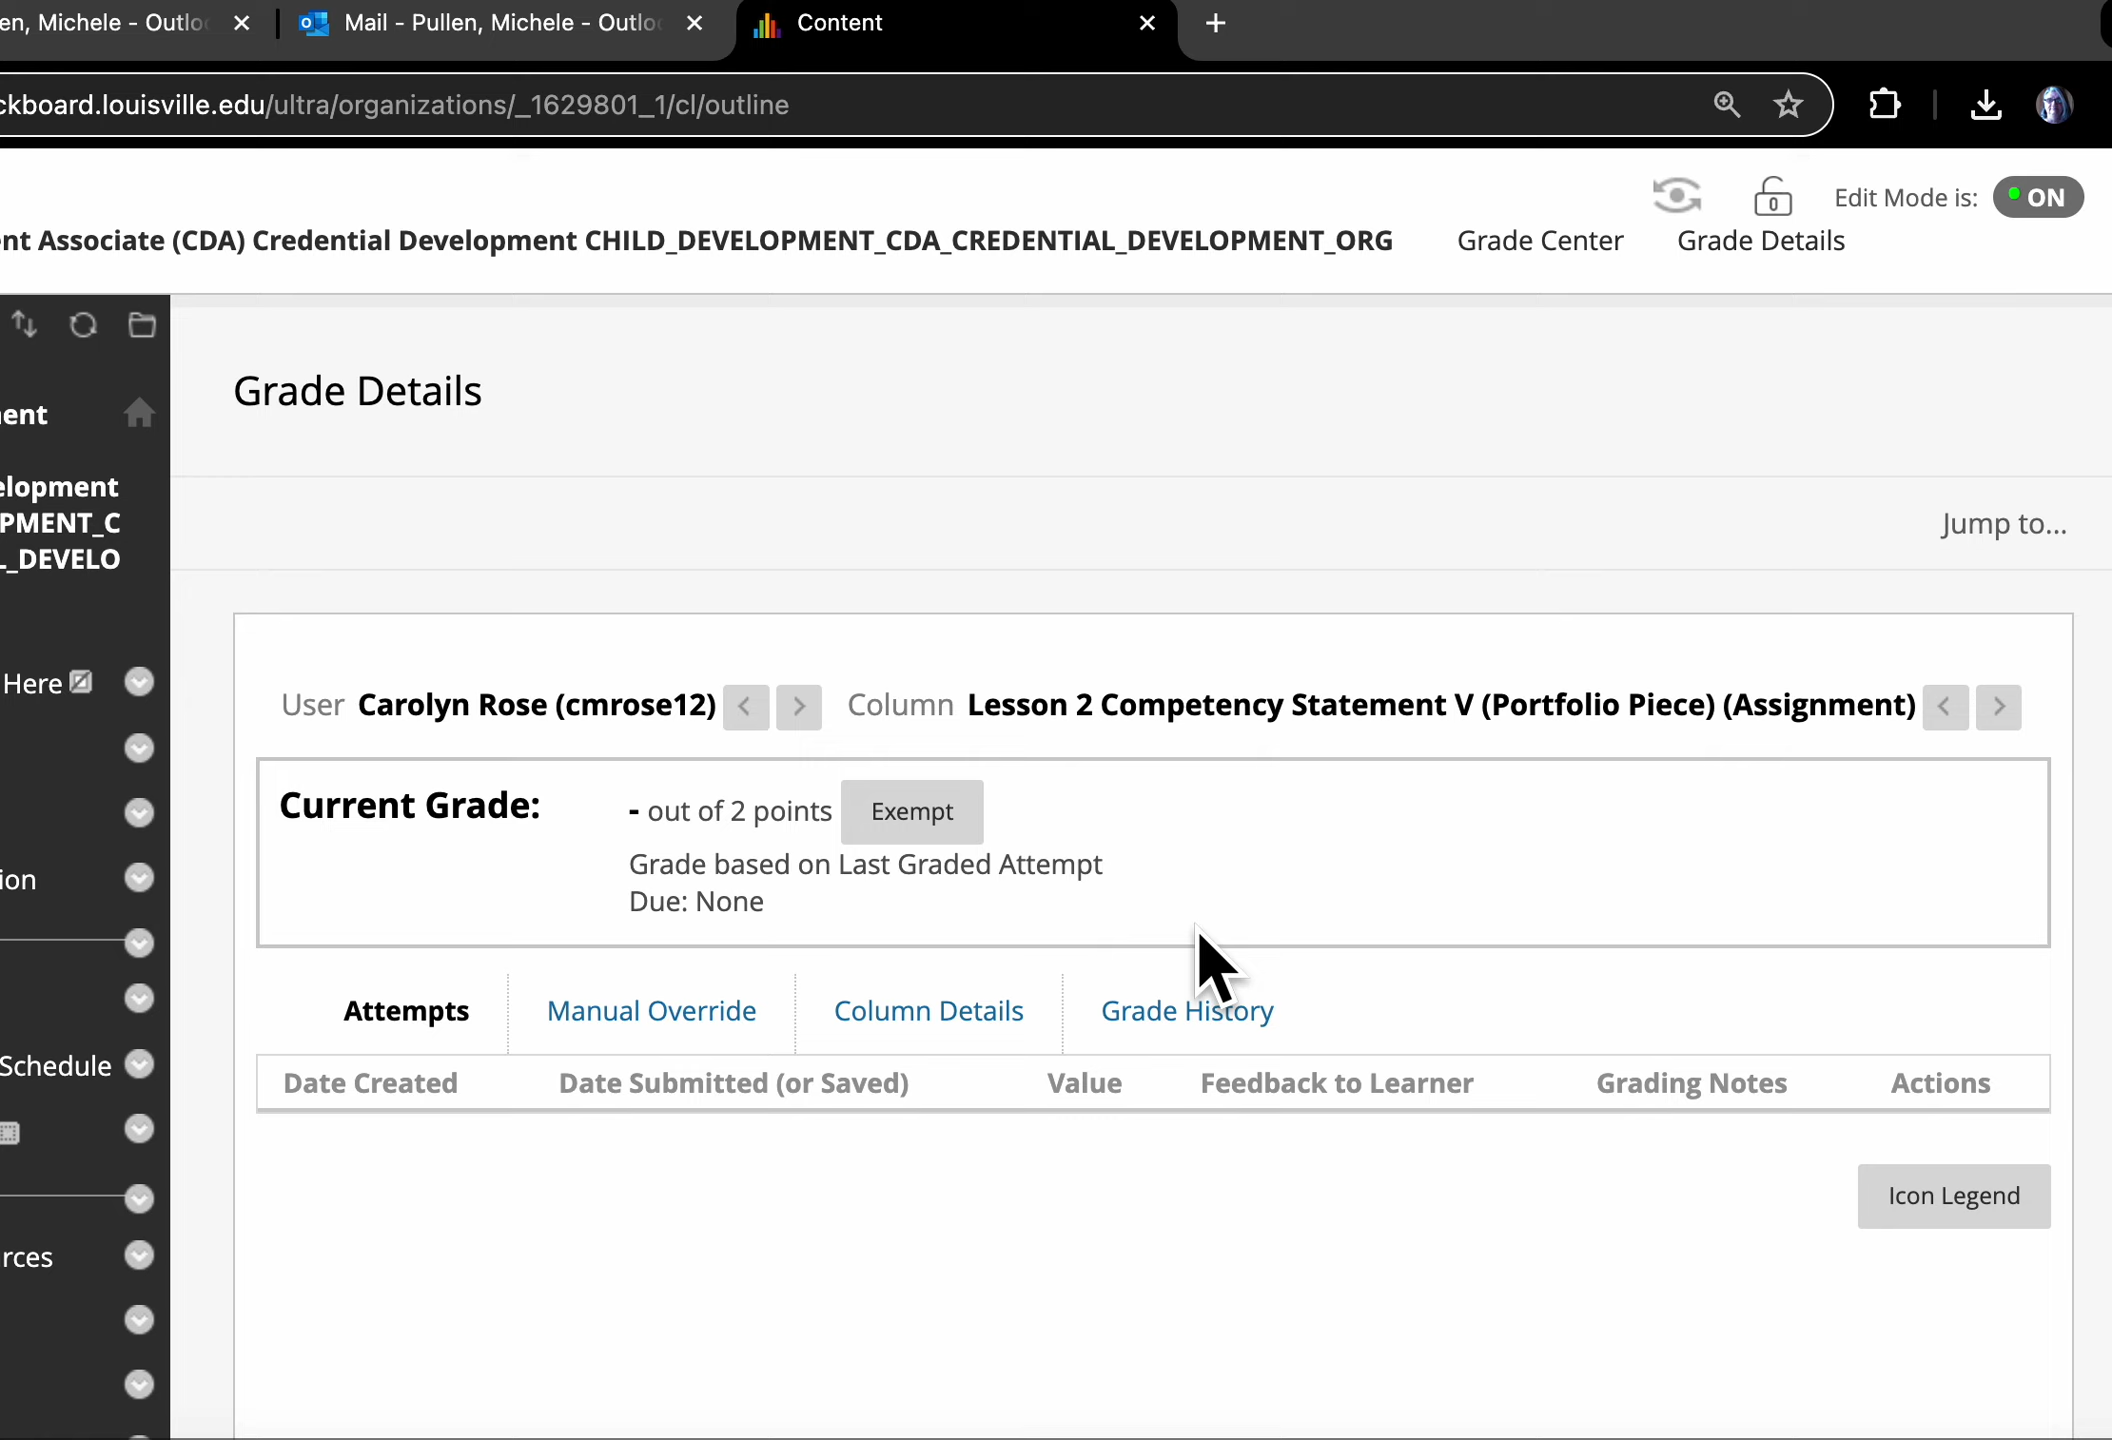 en, Michele - Outlo
Mail - Pullen, Michele - Outlo
Content
ckboard.louisville.edu/ultra/organizations/_1629801_1/cl/outline
0
Edit Mode is:
ON
nt Associate (CDA) Credential Development CHILD_DEVELOPMENT_CDA_CREDENTIAL_DEVELOPMENT_ORG
Grade Center
Grade Details
ent
elopment
PMENT_C
L_DEVELO
Here
ion
Schedule
rces
Grade Details
Jump to...
User Carolyn Rose (cmrose12)
Column Lesson 2 Competency Statement V (Portfolio Piece) (Assignment)
Current Grade:
- out of 2 points
Exempt
Grade based on Last Graded Attempt
Due: None
Attempts
Manual Override
Column Details
Grade History
Date Created
Date Submitted (or Saved)
Value
Feedback to Learner
Grading Notes
Actions
Icon Legend